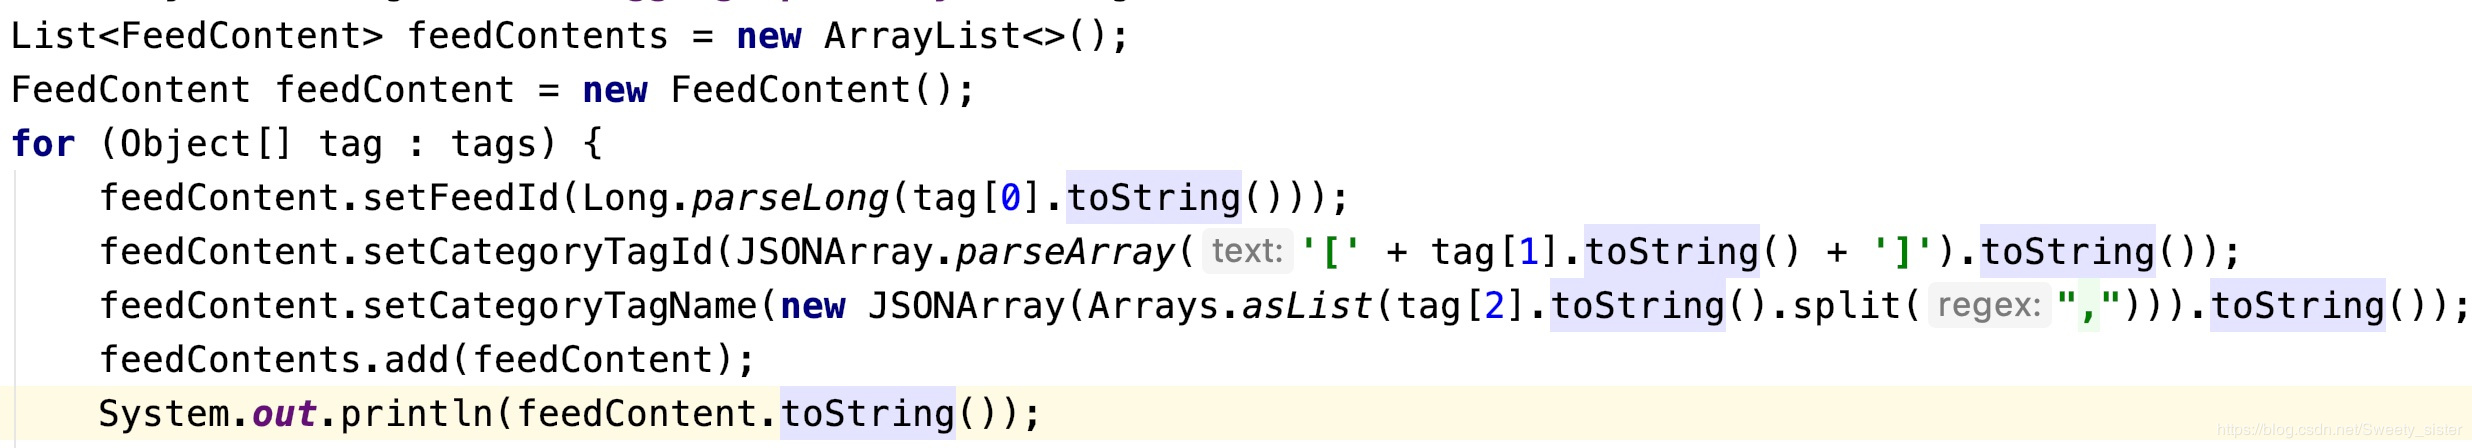 List<FeedContent> feedContents = new ArrayList<>();
FeedContent feedContent = new FeedContent();
for (Object[] tag : tags) {
feedContent.setFeedId(Long.parseLong(tag[0].toString()));
feedContent.setCategoryTagId(JSONArray.parseArray( text: '[' + tag[1].toString() + ']').toString());
feedContent.setCategoryTagName(new JSONArray(Arrays.asList(tag[2].toString().split( regex: ","))).toString());
feedContents.add(feedContent);
System.out.println(feedContent.toString());
https://blog.csdn.net/Sweety_sister